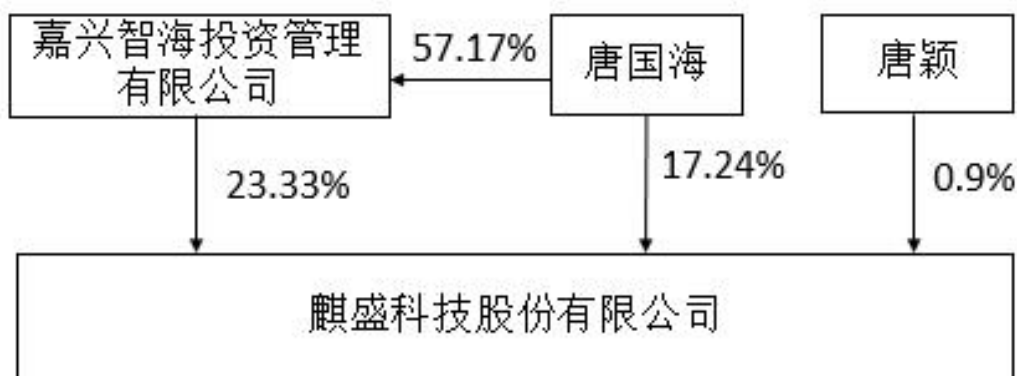 嘉兴智海投资管理
有限公司
57.17%
唐国海
唐颖
23.33%
17.24%
0.9%
麒盛科技股份有限公司